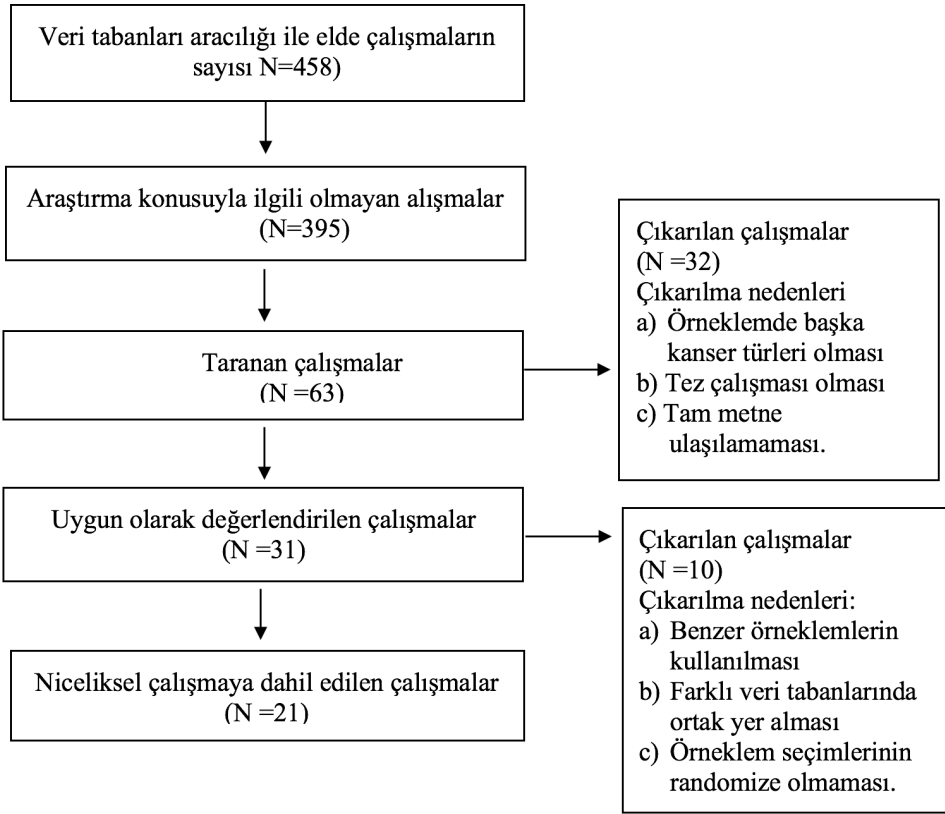 Veri tabanları aracılığı ile elde çalışmaların
sayısı N=458)
Araştırma konusuyla ilgili olmayan alışmalar
(N=395)
Taranan çalışmalar
(N =63)
Çıkarılan çalışmalar
(N =32)
Çıkarılma nedenleri
a) Örneklemde başka
kanser türleri olması
b) Tez çalışması olması
c) Tam metne
ulaşılamaması.
Uygun olarak değerlendirilen çalışmalar
(N =31)
Çıkarılan çalışmalar
(N =10)
Çıkarılma nedenleri:
a) Benzer örneklemlerin
kullanılması
b) Farklı veri tabanlarında
ortak yer alması
c) Örneklem seçimlerinin
randomize olmaması.
Niceliksel çalışmaya dahil edilen çalışmalar
(N =21)